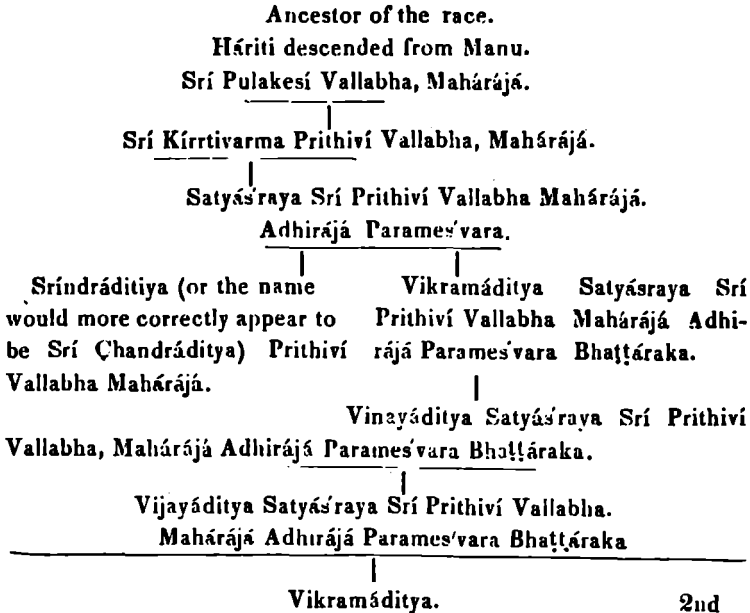 Ancestor of the race.
Háriti descended from Manu.
Srí Pulakesí Vallabha, Mahárájá.
Srí Kírrtivarma Prithiví Vallabha, Mahárájá.
Satyás'raya Srí Prithiví Vallabha Mahárájá.
Adhirájá Parames'vara.
Sríndráditiya (or the name
would more correctly appear to
be Srí Çhandráditya) Prithiví
Vallabha Mahárájá.
Vikramáditya Satyásraya Srí
Prithiví Vallabha Mahárájá Adhi-
rájá Parames'vara Bhaṭṭáraka.
Vinayáditya Satyás'raya Srí Prithiví
Vallabha, Mahárájá Adhirájá Parames'vara Bhaṭṭáraka.
Vijayáditya Satyás'raya Srí Prithiví Vallabha.
Mahárájá Adhirájá Parames'vara Bhaṭṭáraka
Vikramáditya. 2nd